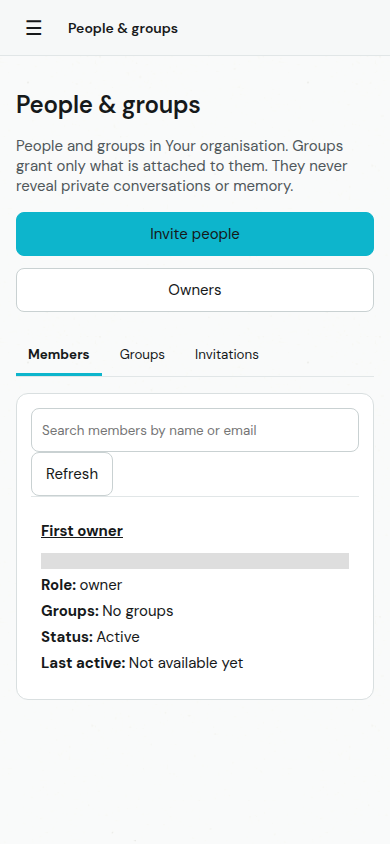 ☰ People & groups
People & groups
People and groups in Your organisation. Groups
grant only what is attached to them. They never
reveal private conversations or memory.
Invite people
Owners
Members Groups Invitations
Search members by name or email
Refresh
First owner
Role: owner
Groups: No groups
Status: Active
Last active: Not available yet